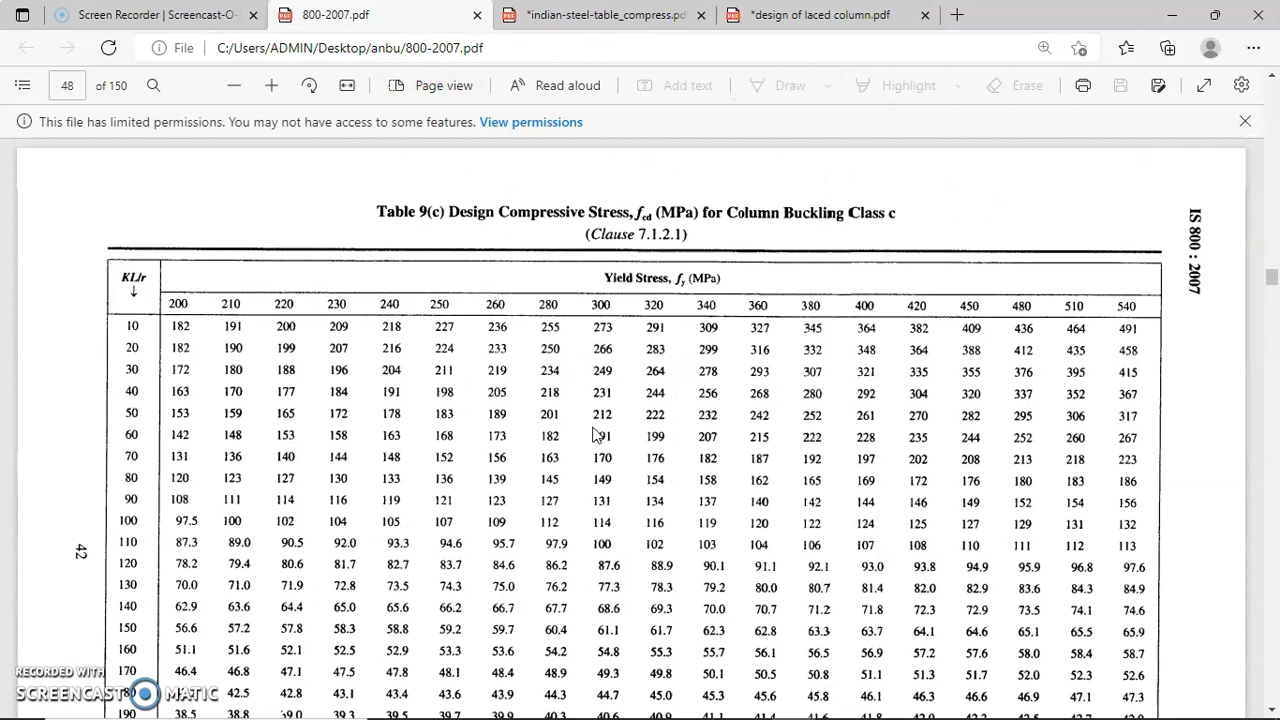 Screen Recorder | Screencast-O-
800-2007.pdf
*indian-steel-table_compress.pd
*design of laced column.pdf
File
C:/Users/ADMIN/Desktop/anbu/800-2007.pdf
48 of 150
Page view
Read aloud
Add text
Draw
Highlight
Erase
This file has limited permissions. You may not have access to some features. View permissions
Table 9(c) Design Compressive Stress, fcd (MPa) for Column Buckling Class c
(Clause 7.1.2.1)
IS 800 : 2007
KL/r
↓
Yield Stress, fy (MPa)
200 210 220 230 240 250 260 280 300 320 340 360 380 400 420 450 480 510 540
10 182 191 200 209 218 227 236 255 273 291 309 327 345 364 382 409 436 464 491
20 182 190 199 207 216 224 233 250 266 283 299 316 332 348 364 388 412 435 458
30 172 180 188 196 204 211 219 234 249 264 278 293 307 321 335 355 376 395 415
40 163 170 177 184 191 198 205 218 231 244 256 268 280 292 304 320 337 352 367
50 153 159 165 172 178 183 189 201 212 222 232 242 252 261 270 282 295 306 317
60 142 148 153 158 163 168 173 182 199 207 215 222 228 235 244 252 260 267
70 131 136 140 144 148 152 156 163 170 176 182 187 192 197 202 208 213 218 223
80 120 123 127 130 133 136 139 145 149 154 158 162 165 169 172 176 180 183 186
90 108 111 114 116 119 121 123 127 131 134 137 140 142 144 146 149 152 154 156
100 97.5 100 102 104 105 107 109 112 114 116 119 120 122 124 125 127 129 131 132
110 87.3 89.0 90.5 92.0 93.3 94.6 95.7 97.9 100 102 103 104 106 107 108 110 111 112 113
120 78.2 79.4 80.6 81.7 82.7 83.7 84.6 86.2 87.6 88.9 90.1 91.1 92.1 93.0 93.8 94.9 95.9 96.8 97.6
130 70.0 71.0 71.9 72.8 73.5 74.3 75.0 76.2 77.3 78.3 79.2 80.0 80.7 81.4 82.0 82.9 83.6 84.3 84.9
140 62.9 63.6 64.4 65.0 65.6 66.2 66.7 67.7 68.6 69.3 70.0 70.7 71.2 71.8 72.3 72.9 73.5 74.1 74.6
150 56.6 57.2 57.8 58.3 58.8 59.2 59.7 60.4 61.1 61.7 62.3 62.8 63.3 63.7 64.1 64.6 65.1 65.5 65.9
160 51.1 51.6 52.1 52.5 52.9 53.3 53.6 54.2 54.8 55.3 55.7 56.1 56.5 56.9 57.2 57.6 58.0 58.4 58.7
170 46.4 46.8 47.1 47.5 47.8 48.1 48.4 48.9 49.3 49.8 50.1 50.5 50.8 51.1 51.3 51.7 52.0 52.3 52.6
42.5 42.8 43.1 43.4 43.6 43.9 44.3 44.7 45.0 45.3 45.6 45.8 46.1 46.3 46.6 46.9 47.1 47.3
190 38.5 38.8 39.0 39.3 39.5 39.7 39.9 40.3 40.6 40.9
42
RECORDED WITH
SCREENCAST MATIC